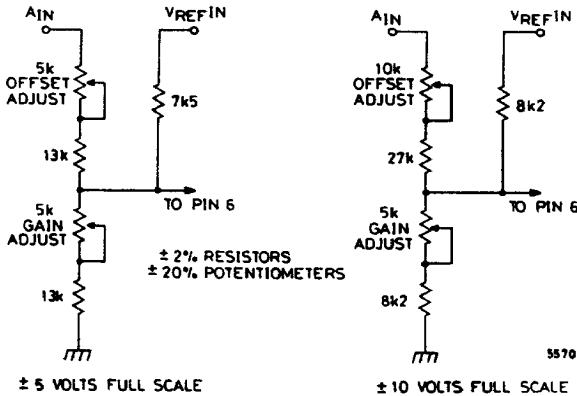 AIN
VREFIN
5k
OFFSET
ADJUST
7k5
13k
TO PIN 6
5k
GAIN
ADJUST
13k
± 2% RESISTORS
± 20% POTENTIOMETERS
± 5 VOLTS FULL SCALE
AIN
VREFIN
10k
OFFSET
ADJUST
8k2
27k
TO PIN 6
5k
GAIN
ADJUST
8k2
5570
± 10 VOLTS FULL SCALE